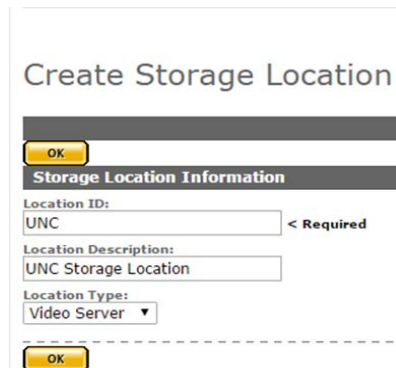 Create Storage Location
OK
Storage Location Information
Location ID:
UNC < Required
Location Description:
UNC Storage Location
Location Type:
Video Server ▼
OK